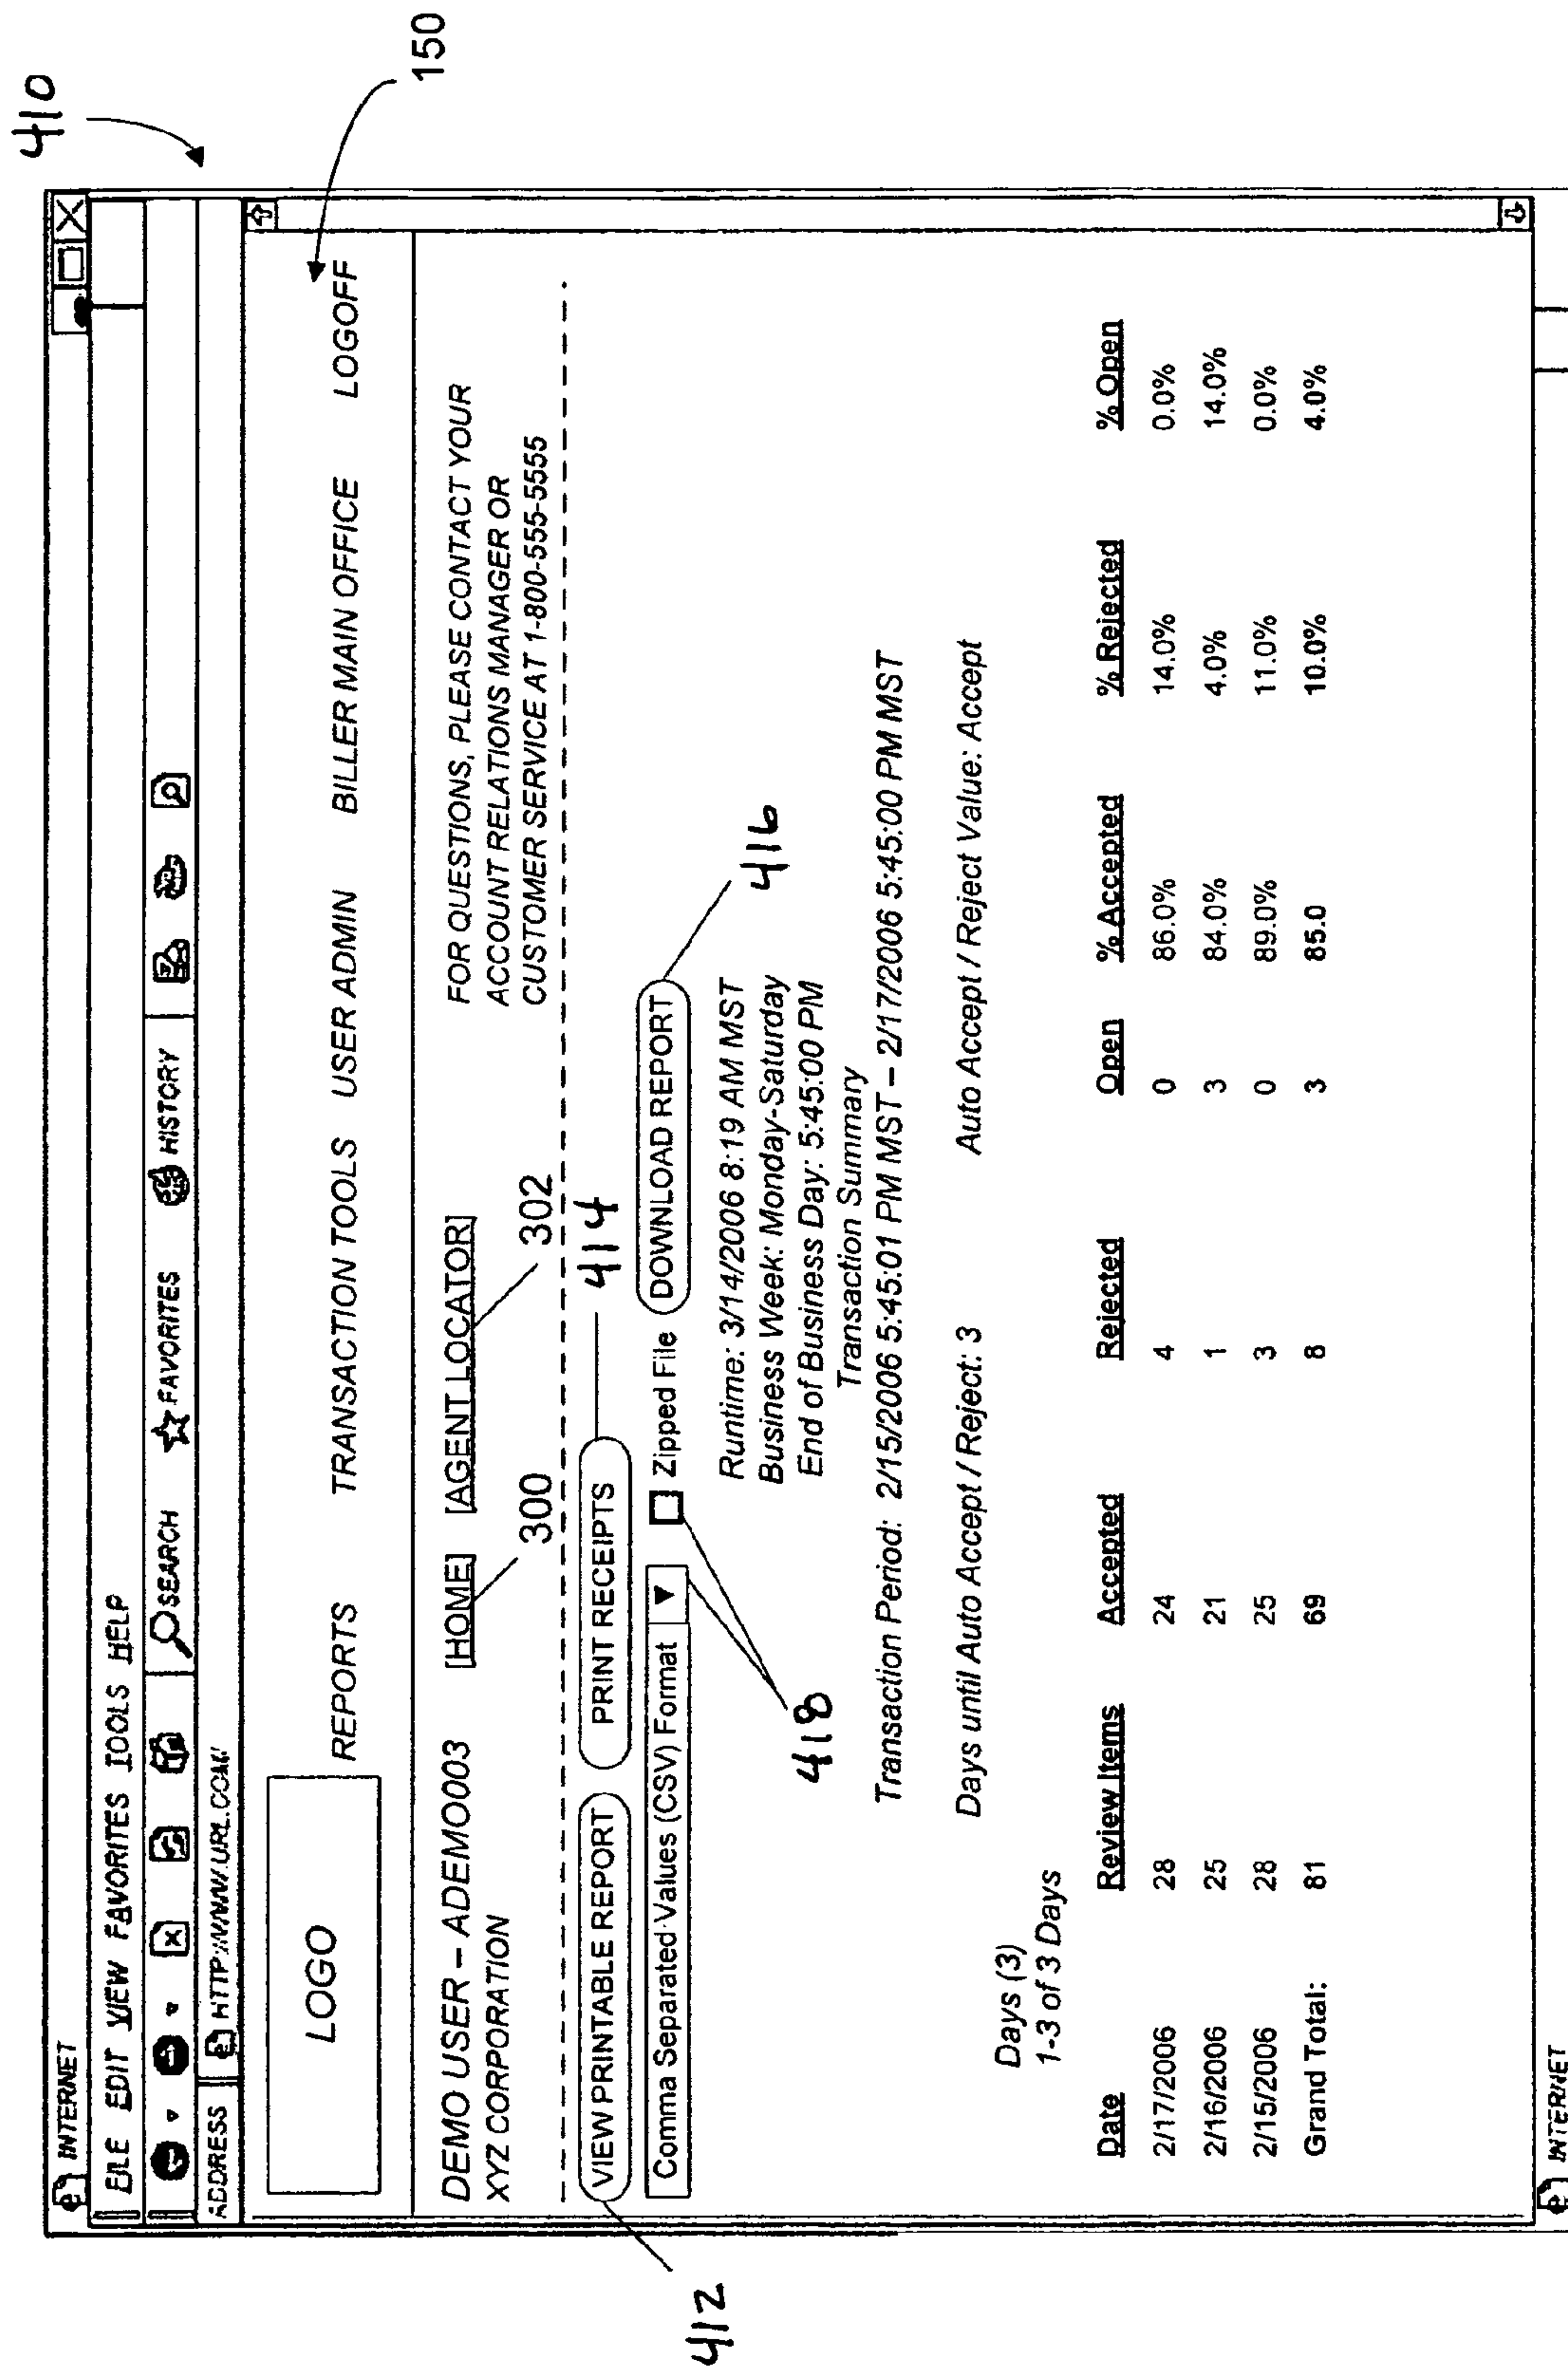 410
INTERNET
FILE EDIT VIEW FAVORITES TOOLS HELP
SEARCH FAVORITES HISTORY
ADDRESS HTTP://WWW.URL.COM/
150
LOGO REPORTS TRANSACTION TOOLS USER ADMIN BILLER MAIN OFFICE LOGOFF
DEMO USER – ADEMO003 [HOME] [AGENT LOCATOR] FOR QUESTIONS, PLEASE CONTACT YOUR
XYZ CORPORATION ACCOUNT RELATIONS MANAGER OR
300 302 CUSTOMER SERVICE AT 1-800-555-5555
VIEW PRINTABLE REPORT PRINT RECEIPTS 414
Comma Separated Values (CSV) Format Zipped File DOWNLOAD REPORT
412 418 416
Runtime: 3/14/2006 8:19 AM MST
Business Week: Monday-Saturday
End of Business Day: 5:45:00 PM
Transaction Summary
Transaction Period: 2/15/2006 5:45:01 PM MST – 2/17/2006 5:45:00 PM MST
Days until Auto Accept / Reject: 3 Auto Accept / Reject Value: Accept
Days (3)
1-3 of 3 Days
Date Review Items Accepted Rejected Open % Accepted % Rejected % Open
2/17/2006 28 24 4 0 86.0% 14.0% 0.0%
2/16/2006 25 21 1 3 84.0% 4.0% 14.0%
2/15/2006 28 25 3 0 89.0% 11.0% 0.0%
Grand Total: 81 69 8 3 85.0 10.0% 4.0%
INTERNET